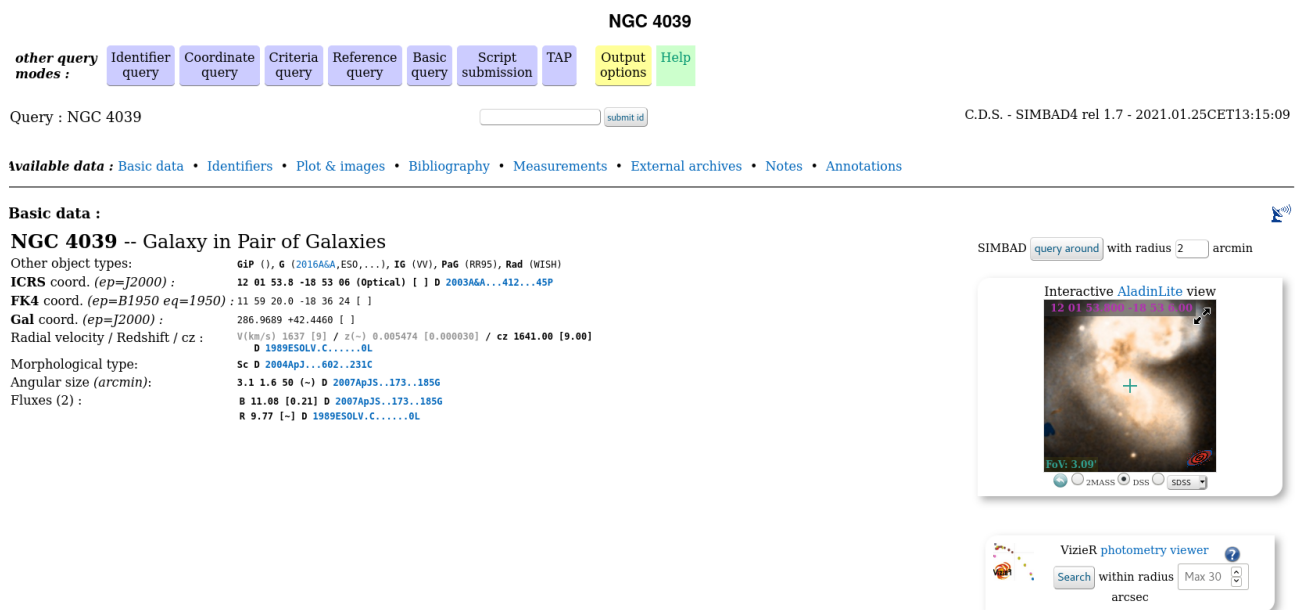 NGC 4039
other query modes :
Identifier query
Coordinate query
Criteria query
Reference query
Basic query
Script submission
TAP
Output options
Help
Query : NGC 4039
submit id
C.D.S. - SIMBAD4 rel 1.7 - 2021.01.25CET13:15:09
Available data : Basic data • Identifiers • Plot & images • Bibliography • Measurements • External archives • Notes • Annotations
Basic data :
NGC 4039 -- Galaxy in Pair of Galaxies
Other object types: GiP (), G (2016A&A,ESO,...), IG (VV), PaG (RR95), Rad (WISH)
ICRS coord. (ep=J2000) : 12 01 53.8 -18 53 06 (Optical) [ ] D 2003A&A...412...45P
FK4 coord. (ep=B1950 eq=1950) : 11 59 20.0 -18 36 24 [ ]
Gal coord. (ep=J2000) : 286.9689 +42.4460 [ ]
Radial velocity / Redshift / cz : V(km/s) 1637 [9] / z(~) 0.005474 [0.000030] / cz 1641.00 [9.00]
D 1989ESOLV.C......0L
Morphological type: Sc D 2004ApJ...602..231C
Angular size (arcmin): 3.1 1.6 50 (~) D 2007ApJS..173..185G
Fluxes (2) : B 11.08 [0.21] D 2007ApJS..173..185G
R 9.77 [~] D 1989ESOLV.C......0L
SIMBAD query around with radius 2 arcmin
Interactive AladinLite view
12 01 53.800 -18 53 6.00
FoV: 3.09'
2MASS DSS SDSS
VizieR photometry viewer ?
Search within radius Max 30
arcsec